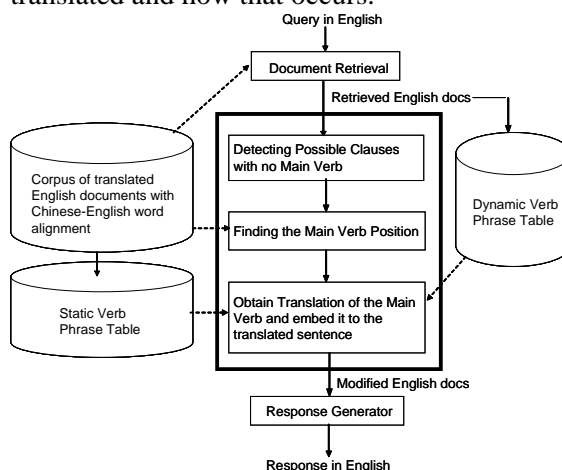 translated and how that occurs.
Query in English
Document Retrieval
Retrieved English docs
Detecting Possible Clauses
with no Main Verb
Corpus of translated
English documents with
Chinese-English word
alignment
Dynamic Verb
Phrase Table
Finding the Main Verb Position
Static Verb
Phrase Table
Obtain Translation of the Main
Verb and embed it to the
translated sentence
Modified English docs
Response Generator
Response in English